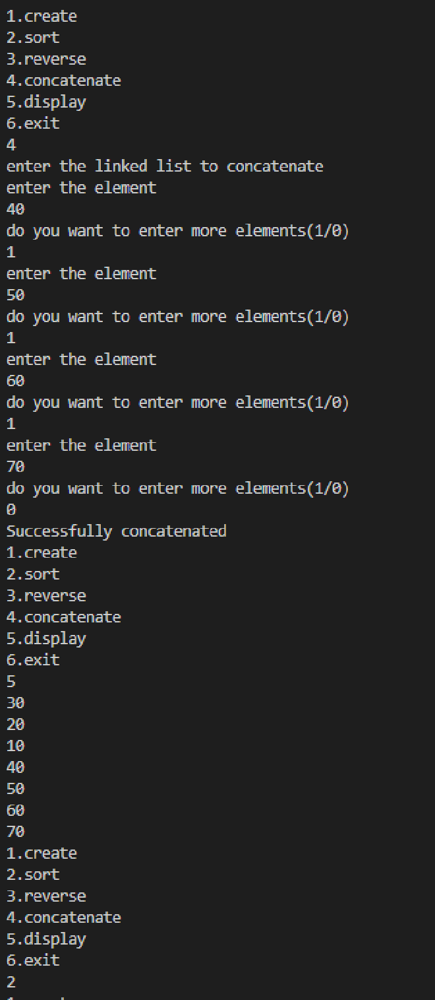 1.create
2.sort
3.reverse
4.concatenate
5.display
6.exit
4
enter the linked list to concatenate
enter the element
40
do you want to enter more elements(1/0)
1
enter the element
50
do you want to enter more elements(1/0)
1
enter the element
60
do you want to enter more elements(1/0)
1
enter the element
70
do you want to enter more elements(1/0)
0
Successfully concatenated
1.create
2.sort
3.reverse
4.concatenate
5.display
6.exit
5
30
20
10
40
50
60
70
1.create
2.sort
3.reverse
4.concatenate
5.display
6.exit
2